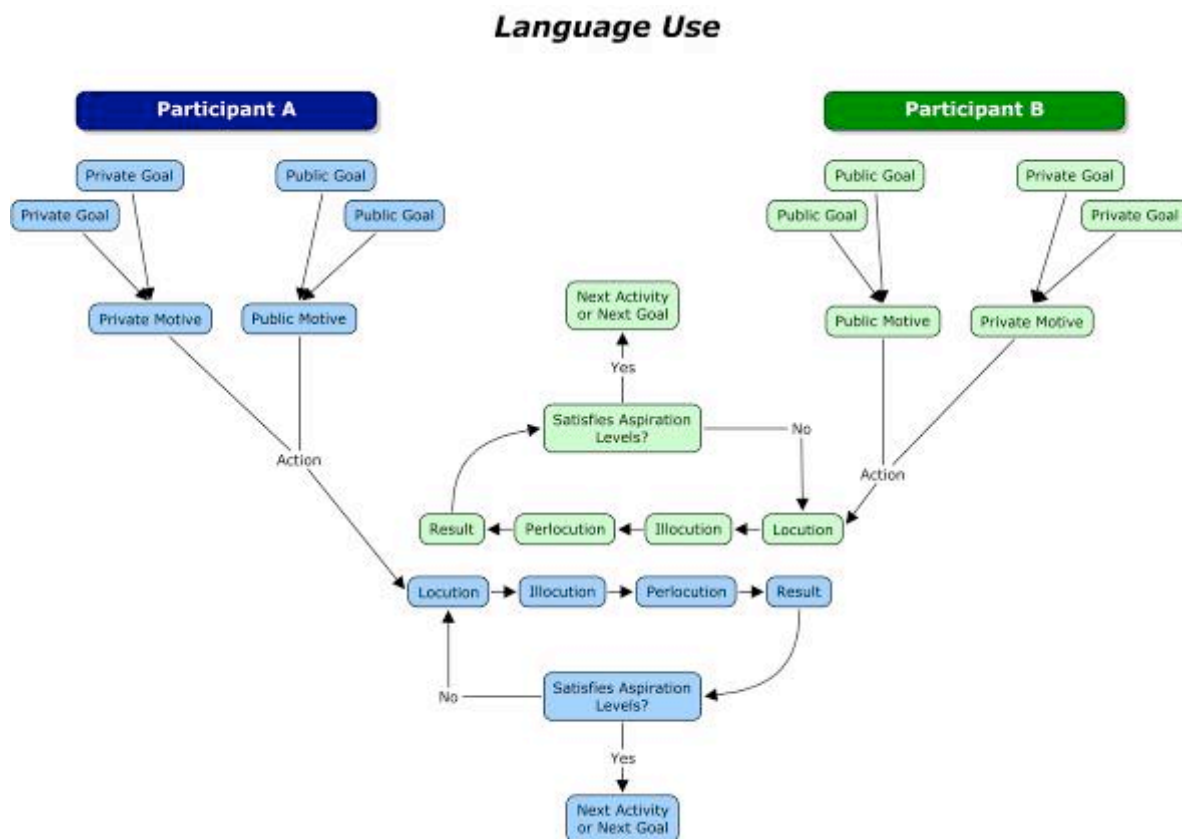 Language Use
Participant A
Participant B
Private Goal
Public Goal
Private Goal
Public Goal
Public Goal
Private Goal
Public Goal
Private Goal
Private Motive
Public Motive
Next Activity
or Next Goal
Public Motive
Private Motive
Yes
Satisfies Aspiration
Levels?
No
Action
Action
Result
Perlocution
Illocution
Locution
Locution
Illocution
Perlocution
Result
No
Satisfies Aspiration
Levels?
Yes
Next Activity
or Next Goal